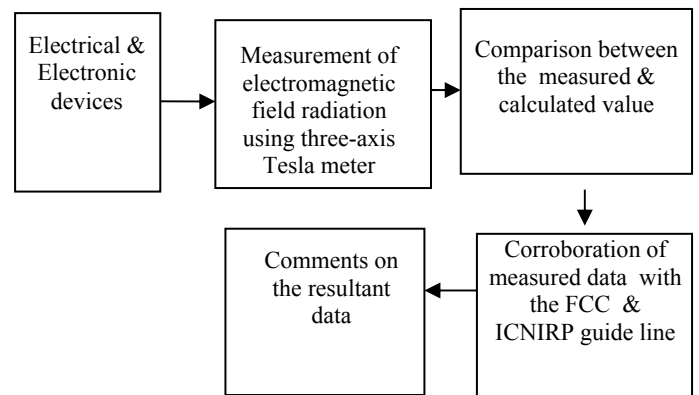 Electrical &
Electronic
devices
Measurement of
electromagnetic
field radiation
using three-axis
Tesla meter
Comparison between
the measured &
calculated value
Corroboration of
measured data with
the FCC &
ICNIRP guide line
Comments on
the resultant
data